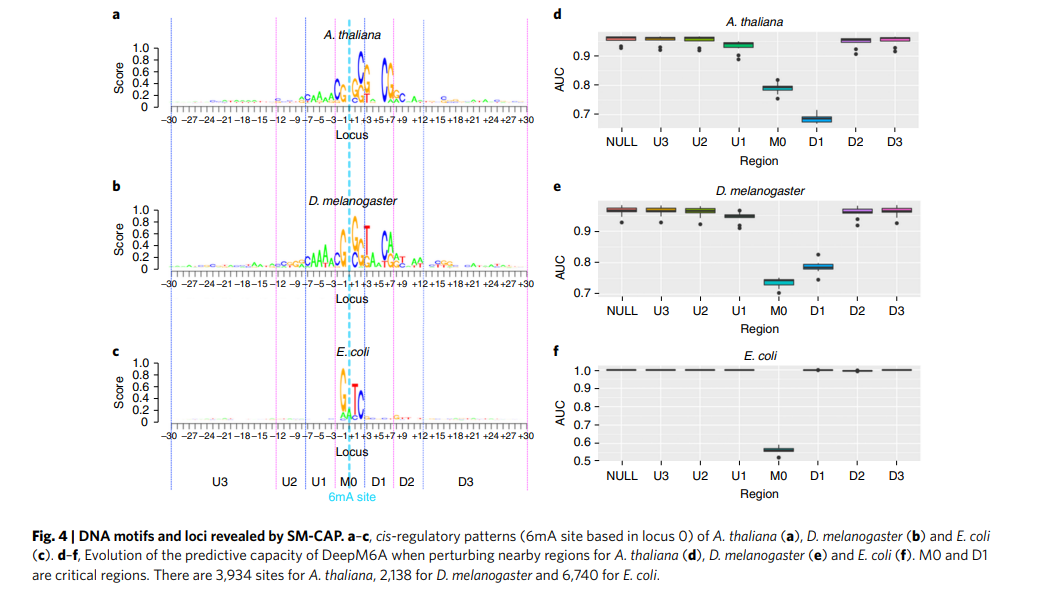 a
A. thaliana
1.0
0.8
0.6
0.4
0.2
0
Score
−30 −27 −24 −21 −18 −15 −12 −9 −7 −5 −3 −1 +1 +3 +5 +7 +9 +12 +15 +18 +21 +24 +27 +30
Locus
b
D. melanogaster
1.0
0.8
0.6
0.4
0.2
0
Score
−30 −27 −24 −21 −18 −15 −12 −9 −7 −5 −3 −1 +1 +3 +5 +7 +9 +12 +15 +18 +21 +24 +27 +30
Locus
c
E. coli
1.0
0.8
0.6
0.4
0.2
0
Score
−30 −27 −24 −21 −18 −15 −12 −9 −7 −5 −3 −1 +1 +3 +5 +7 +9 +12 +15 +18 +21 +24 +27 +30
Locus
U3 U2 U1 M0 D1 D2 D3
6mA site
d
A. thaliana
0.9
0.8
0.7
AUC
NULL U3 U2 U1 M0 D1 D2 D3
Region
e
D. melanogaster
0.9
0.8
0.7
AUC
NULL U3 U2 U1 M0 D1 D2 D3
Region
f
E. coli
1.0
0.9
0.8
0.7
0.6
0.5
AUC
NULL U3 U2 U1 M0 D1 D2 D3
Region
Fig. 4 | DNA motifs and loci revealed by SM-CAP. a–c, cis-regulatory patterns (6mA site based in locus 0) of A. thaliana (a), D. melanogaster (b) and E. coli
(c). d–f, Evolution of the predictive capacity of DeepM6A when perturbing nearby regions for A. thaliana (d), D. melanogaster (e) and E. coli (f). M0 and D1
are critical regions. There are 3,934 sites for A. thaliana, 2,138 for D. melanogaster and 6,740 for E. coli.